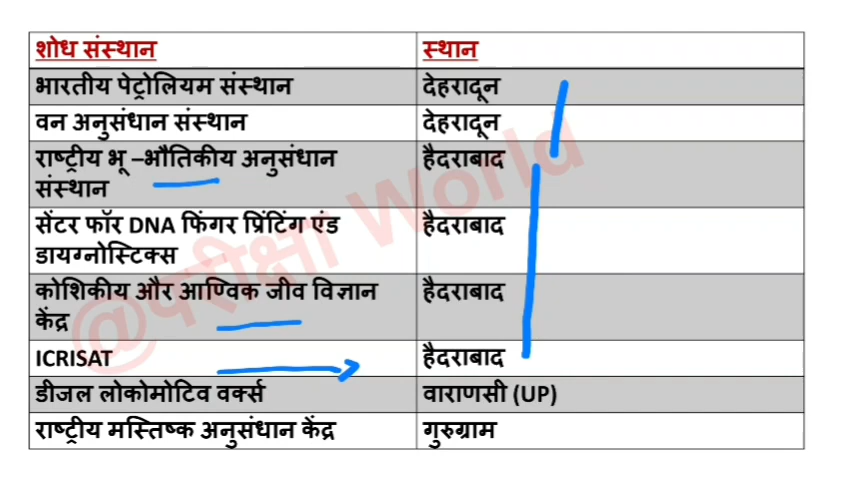 शोध संस्थान स्थान
भारतीय पेट्रोलियम संस्थान देहरादून
वन अनुसंधान संस्थान देहरादून
राष्ट्रीय भू –भौतिकीय अनुसंधान हैदराबाद
संस्थान
सेंटर फॉर DNA फिंगर प्रिंटिंग एंड हैदराबाद
डायग्नोस्टिक्स
कोशिकीय और आण्विक जीव विज्ञान हैदराबाद
केंद्र
ICRISAT हैदराबाद
डीजल लोकोमोटिव वर्क्स वाराणसी (UP)
राष्ट्रीय मस्तिष्क अनुसंधान केंद्र गुरुग्राम
@परीक्षा World